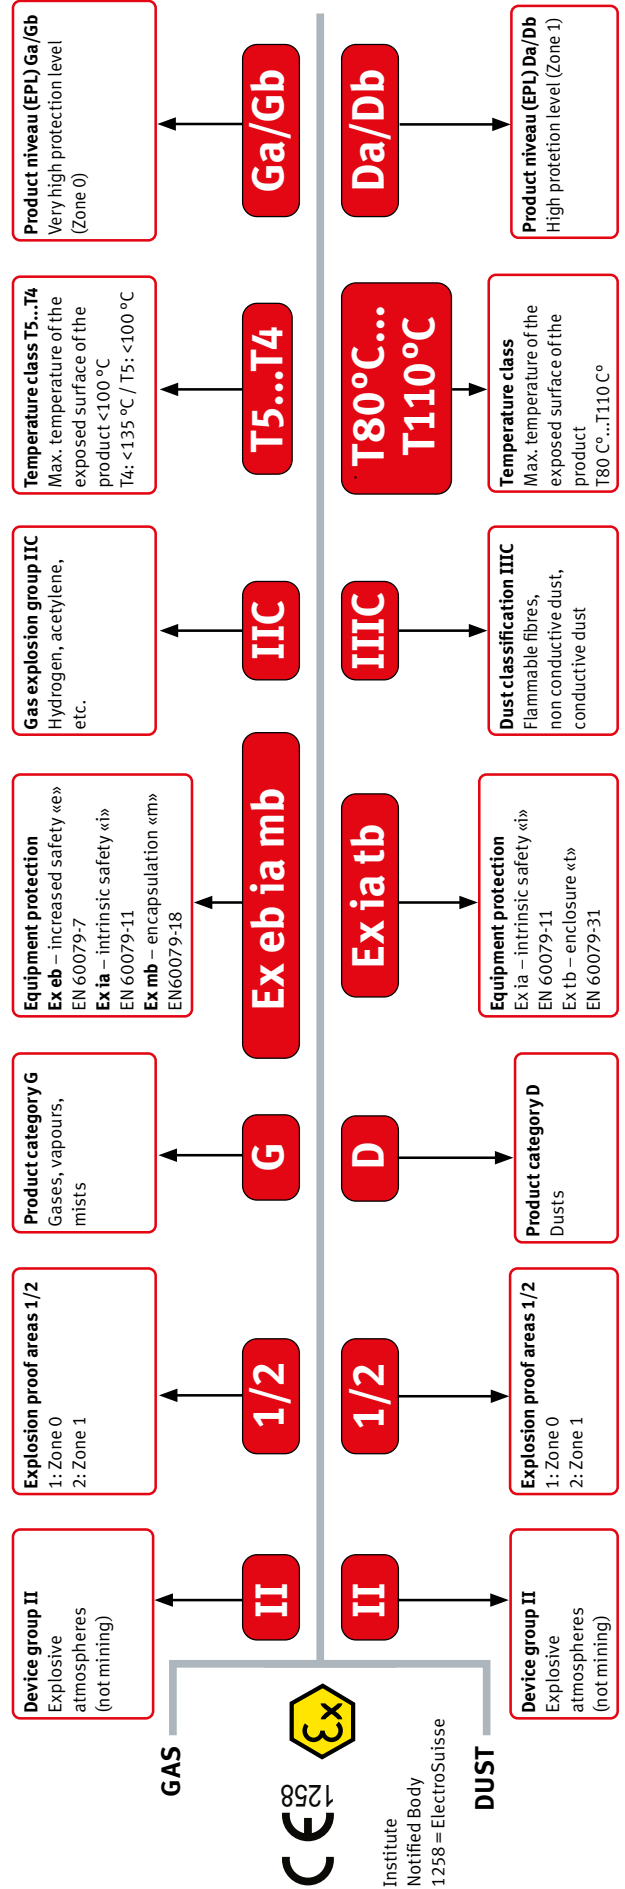 GAS
Device group II
Explosive
atmospheres
(not mining)
Explosion proof areas 1/2
1: Zone 0
2: Zone 1
Product category G
Gases, vapours,
mists
Equipment protection
Ex eb – increased safety «e»
EN 60079-7
Ex ia – intrinsic safety «i»
EN 60079-11
Ex mb – encapsulation «m»
EN60079-18
Gas explosion group IIC
Hydrogen, acetylene,
etc.
Temperature class T5...T4
Max. temperature of the
exposed surface of the
product <100 °C
T4: <135 °C / T5: <100 °C
Product niveau (EPL) Ga/Gb
Very high protection level
(Zone 0)
II
1/2
G
Ex eb ia mb
IIC
T5...T4
Ga/Gb
CE
1258
Ex
II
1/2
D
Ex ia tb
IIIC
T80°C...
T110°C
Da/Db
Institute
Notified Body
1258 = ElectroSuisse
DUST
Device group II
Explosive
atmospheres
(not mining)
Explosion proof areas 1/2
1: Zone 0
2: Zone 1
Product category D
Dusts
Equipment protection
Ex ia – intrinsic safety «i»
EN 60079-11
Ex tb – enclosure «t»
EN 60079-31
Dust classification IIIC
Flammable fibres,
non conductive dust,
conductive dust
Temperature class
Max. temperature of the
exposed surface of the
product
T80 C°...T110 C°
Product niveau (EPL) Da/Db
High protetion level (Zone 1)